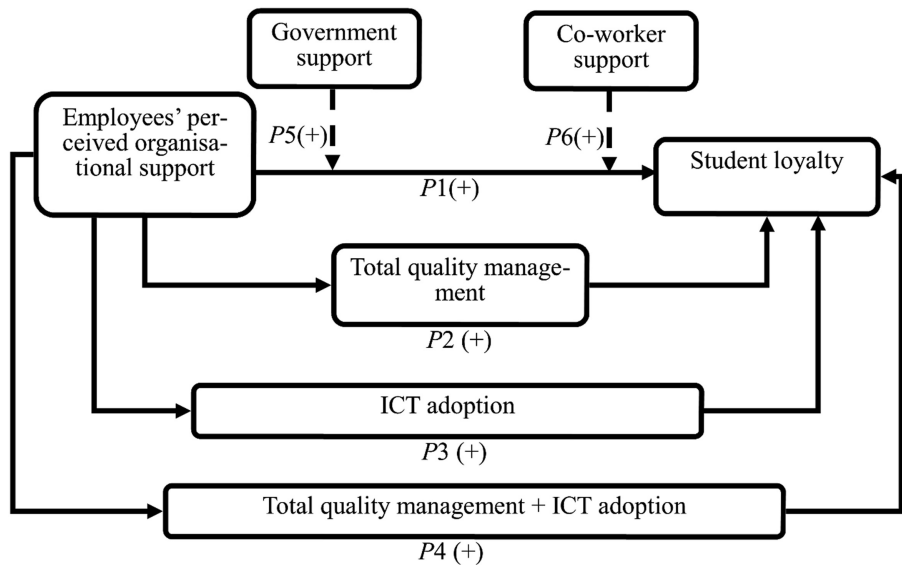 Government
support
Co-worker
support
Employees' per-
ceived organisa-
tional support
P5(+)
P6(+)
Student loyalty
P1(+)
Total quality manage-
ment
P2 (+)
ICT adoption
P3 (+)
Total quality management + ICT adoption
P4 (+)